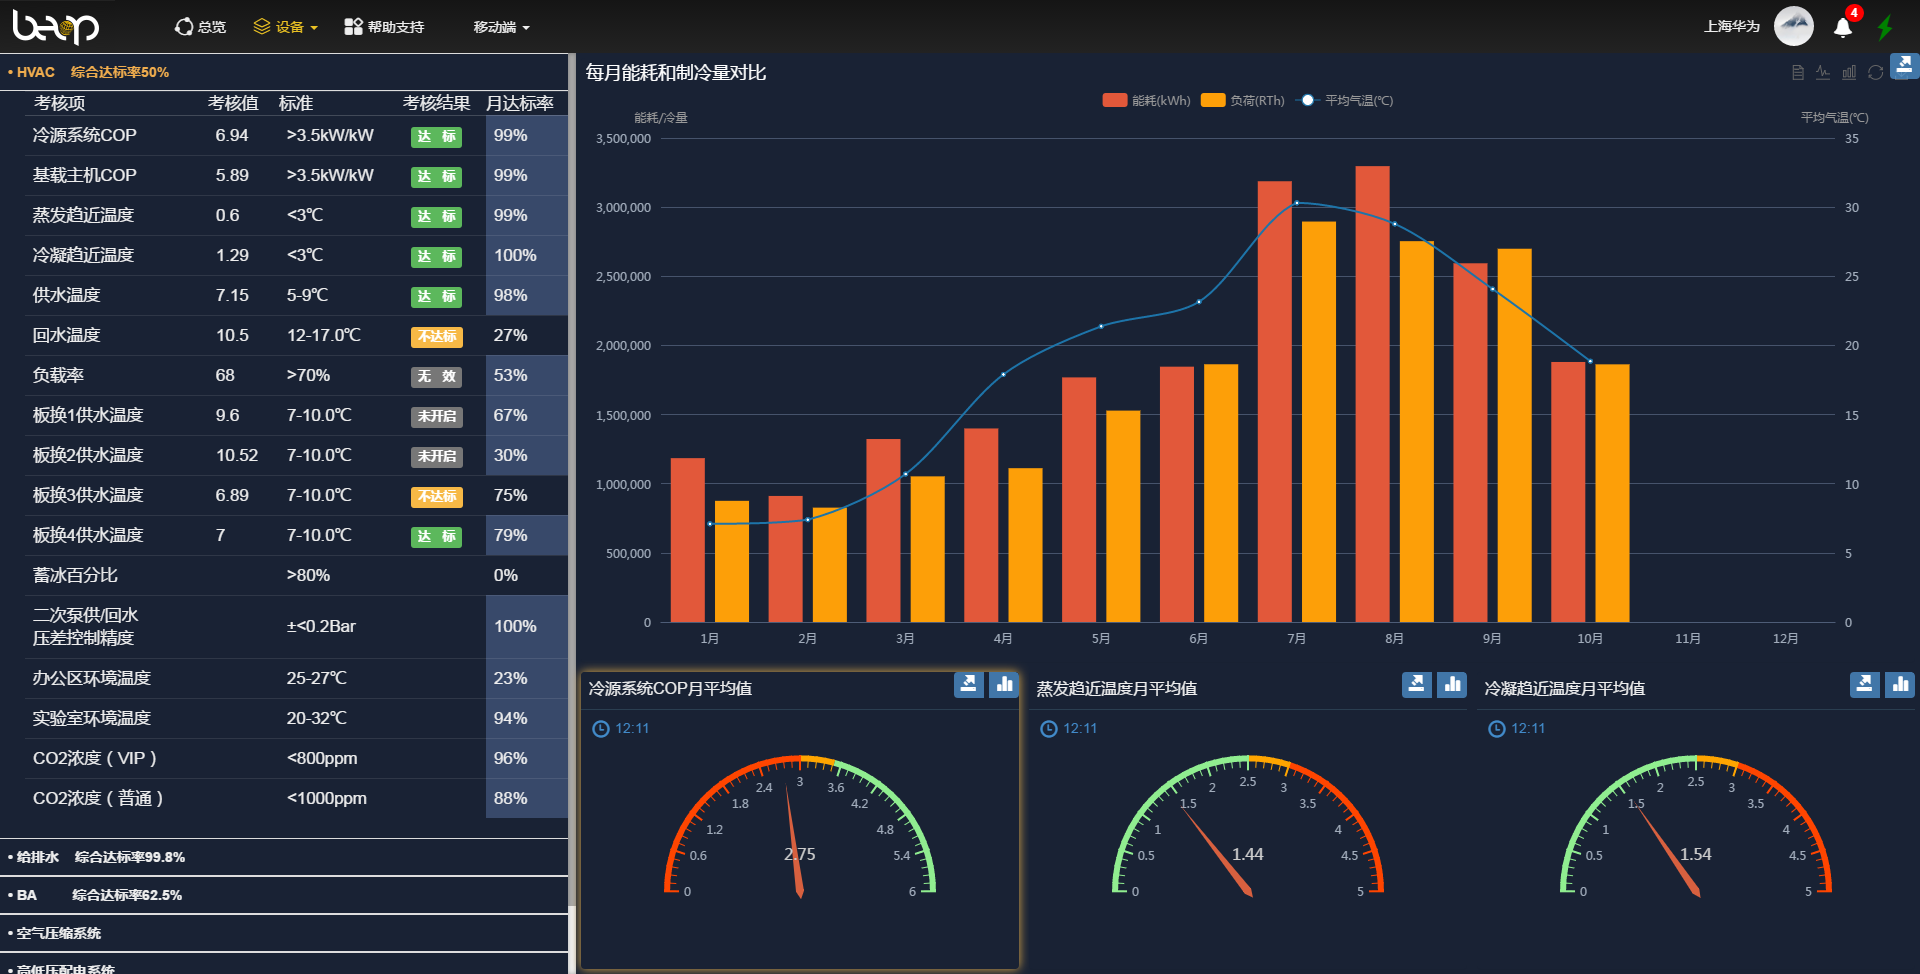 beop
总览
设备
帮助支持
移动端
上海华为
4
• HVAC 综合达标率50%
考核项 考核值 标准 考核结果 月达标率
冷源系统COP 6.94 >3.5kW/kW 达 标 99%
基载主机COP 5.89 >3.5kW/kW 达 标 99%
蒸发趋近温度 0.6 <3℃ 达 标 99%
冷凝趋近温度 1.29 <3℃ 达 标 100%
供水温度 7.15 5-9℃ 达 标 98%
回水温度 10.5 12-17.0℃ 不达标 27%
负载率 68 >70% 无 效 53%
板换1供水温度 9.6 7-10.0℃ 未开启 67%
板换2供水温度 10.52 7-10.0℃ 未开启 30%
板换3供水温度 6.89 7-10.0℃ 不达标 75%
板换4供水温度 7 7-10.0℃ 达 标 79%
蓄冰百分比 >80% 0%
二次泵供/回水
压差控制精度 ±<0.2Bar 100%
办公区环境温度 25-27℃ 23%
实验室环境温度 20-32℃ 94%
CO2浓度（VIP） <800ppm 96%
CO2浓度（普通） <1000ppm 88%
• 给排水 综合达标率99.8%
• BA 综合达标率62.5%
• 空气压缩系统
• 高低压配电系统
每月能耗和制冷量对比
能耗(kWh) 负荷(RTh) 平均气温(℃)
能耗/冷量 平均气温(℃)
3,500,000 35
3,000,000 30
2,500,000 25
2,000,000 20
1,500,000 15
1,000,000 10
500,000 5
0 0
1月 2月 3月 4月 5月 6月 7月 8月 9月 10月 11月 12月
冷源系统COP月平均值
12:11
0 0.6 1.2 1.8 2.4 3 3.6 4.2 4.8 5.4 6
2.75
蒸发趋近温度月平均值
12:11
0 0.5 1 1.5 2 2.5 3 3.5 4 4.5 5
1.44
冷凝趋近温度月平均值
12:11
0 0.5 1 1.5 2 2.5 3 3.5 4 4.5 5
1.54